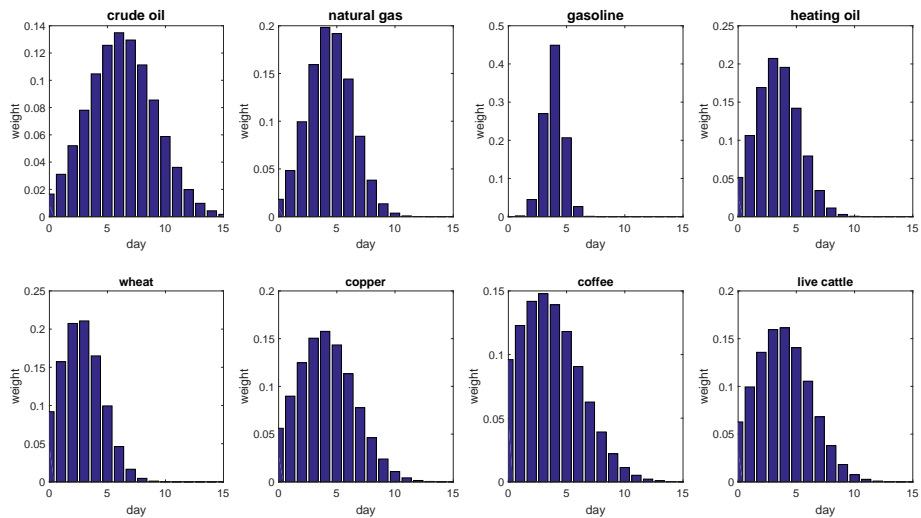 crude oil
0.14
0.12
0.1
0.08
0.06
0.04
0.02
0
weight
0 5 10 15
day
natural gas
0.2
0.15
0.1
0.05
0
weight
0 5 10 15
day
gasoline
0.5
0.4
0.3
0.2
0.1
0
weight
0 5 10 15
day
heating oil
0.25
0.2
0.15
0.1
0.05
0
weight
0 5 10 15
day
wheat
0.25
0.2
0.15
0.1
0.05
0
weight
0 5 10 15
day
copper
0.2
0.15
0.1
0.05
0
weight
0 5 10 15
day
coffee
0.15
0.1
0.05
0
weight
0 5 10 15
day
live cattle
0.2
0.15
0.1
0.05
0
weight
0 5 10 15
day